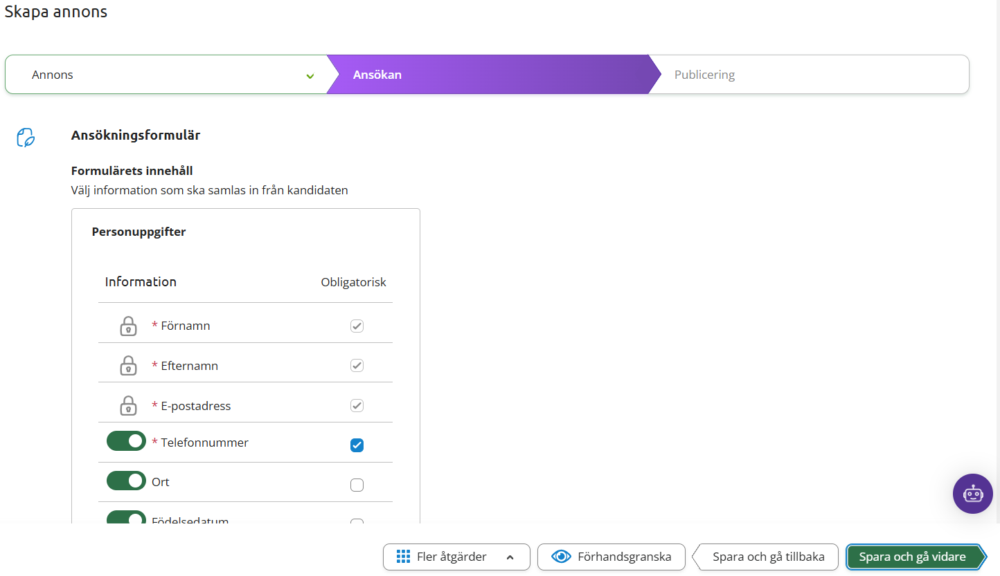 Skapa annons
Annons
Ansökan
Publicering
Ansökningsformulär
Formulärets innehåll
Välj information som ska samlas in från kandidaten
Personuppgifter
Information Obligatorisk
* Förnamn
* Efternamn
* E-postadress
* Telefonnummer
Ort
Födelsedatum
Fler åtgärder
Förhandsgranska
Spara och gå tillbaka
Spara och gå vidare